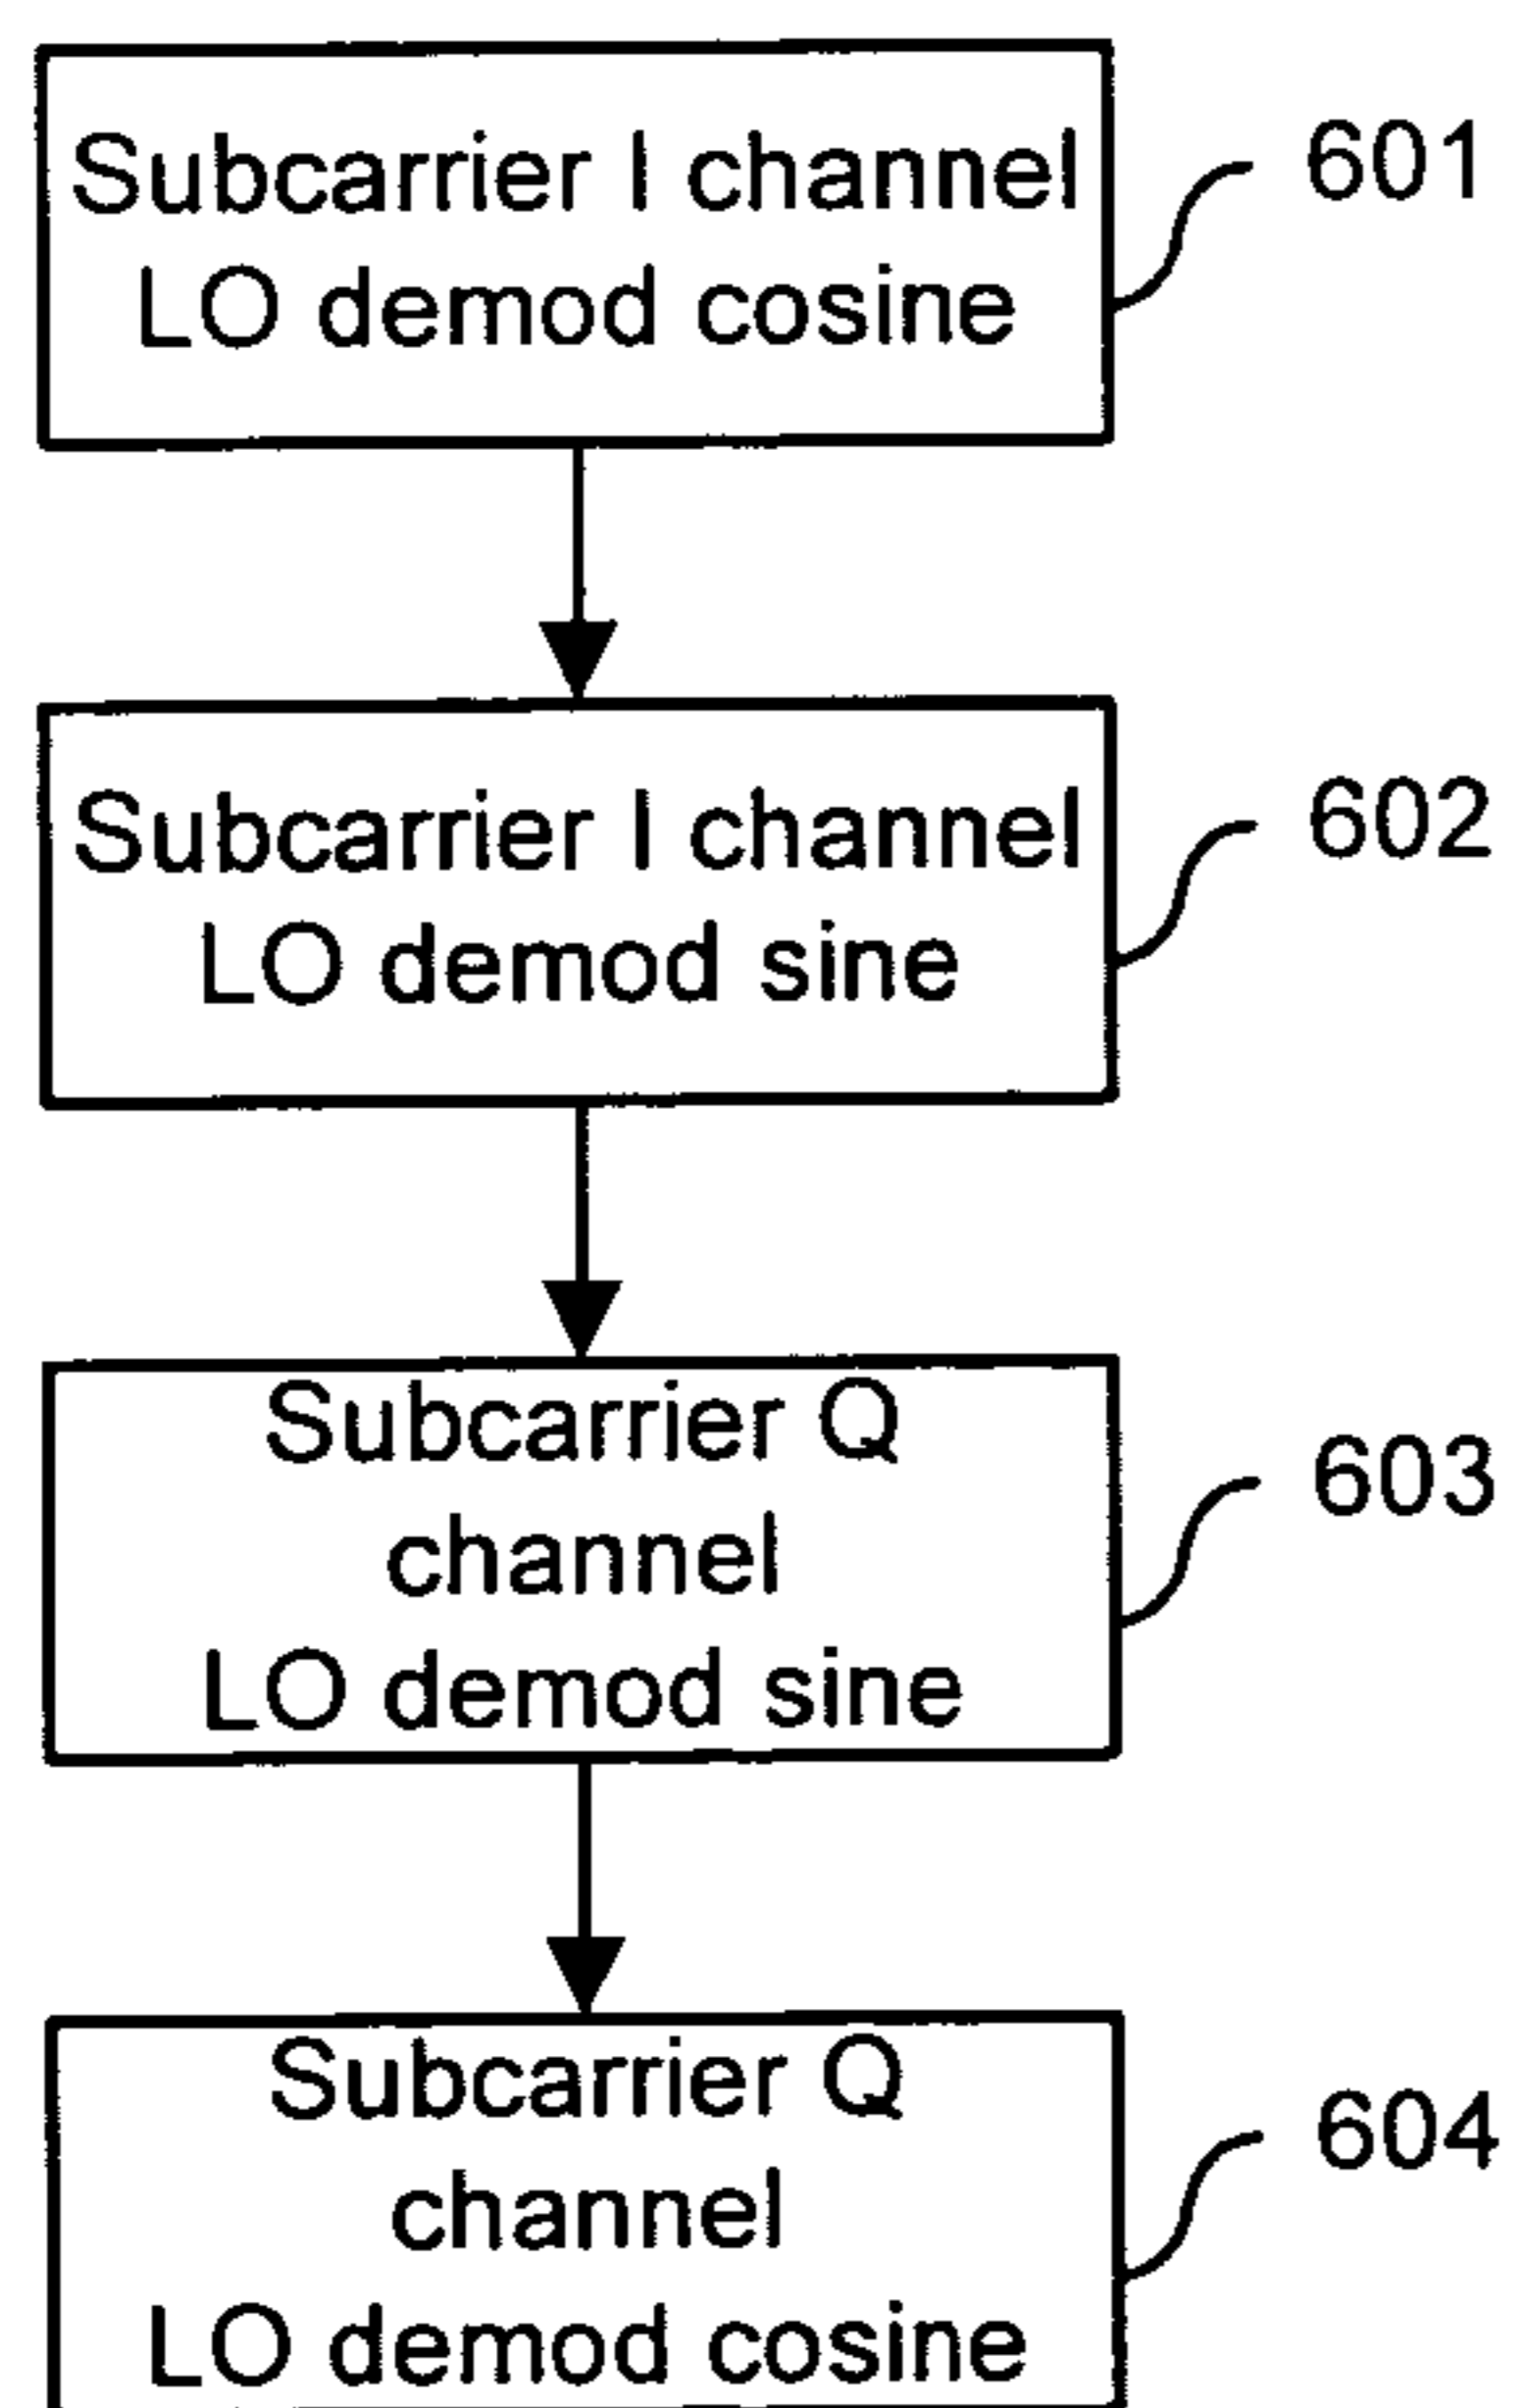 Subcarrier I channel
LO demod cosine
601
Subcarrier I channel
LO demod sine
602
Subcarrier Q
channel
LO demod sine
603
Subcarrier Q
channel
LO demod cosine
604